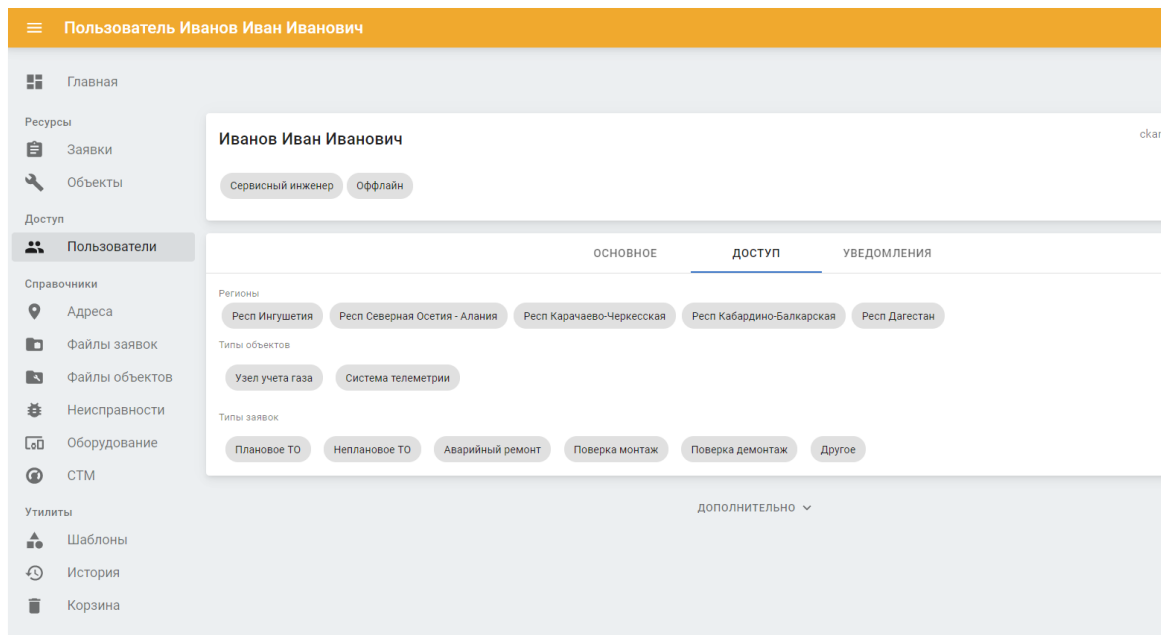 Пользователь Иванов Иван Иванович
Главная
Ресурсы
Заявки
Объекты
Доступ
Пользователи
Справочники
Адреса
Файлы заявок
Файлы объектов
Неисправности
Оборудование
СТМ
Утилиты
Шаблоны
История
Корзина
Иванов Иван Иванович
Сервисный инженер Оффлайн
ОСНОВНОЕ ДОСТУП УВЕДОМЛЕНИЯ
Регионы
Респ Ингушетия Респ Северная Осетия - Алания Респ Карачаево-Черкесская Респ Кабардино-Балкарская Респ Дагестан
Типы объектов
Узел учета газа Система телеметрии
Типы заявок
Плановое ТО Неплановое ТО Аварийный ремонт Поверка монтаж Поверка демонтаж Другое
ДОПОЛНИТЕЛЬНО